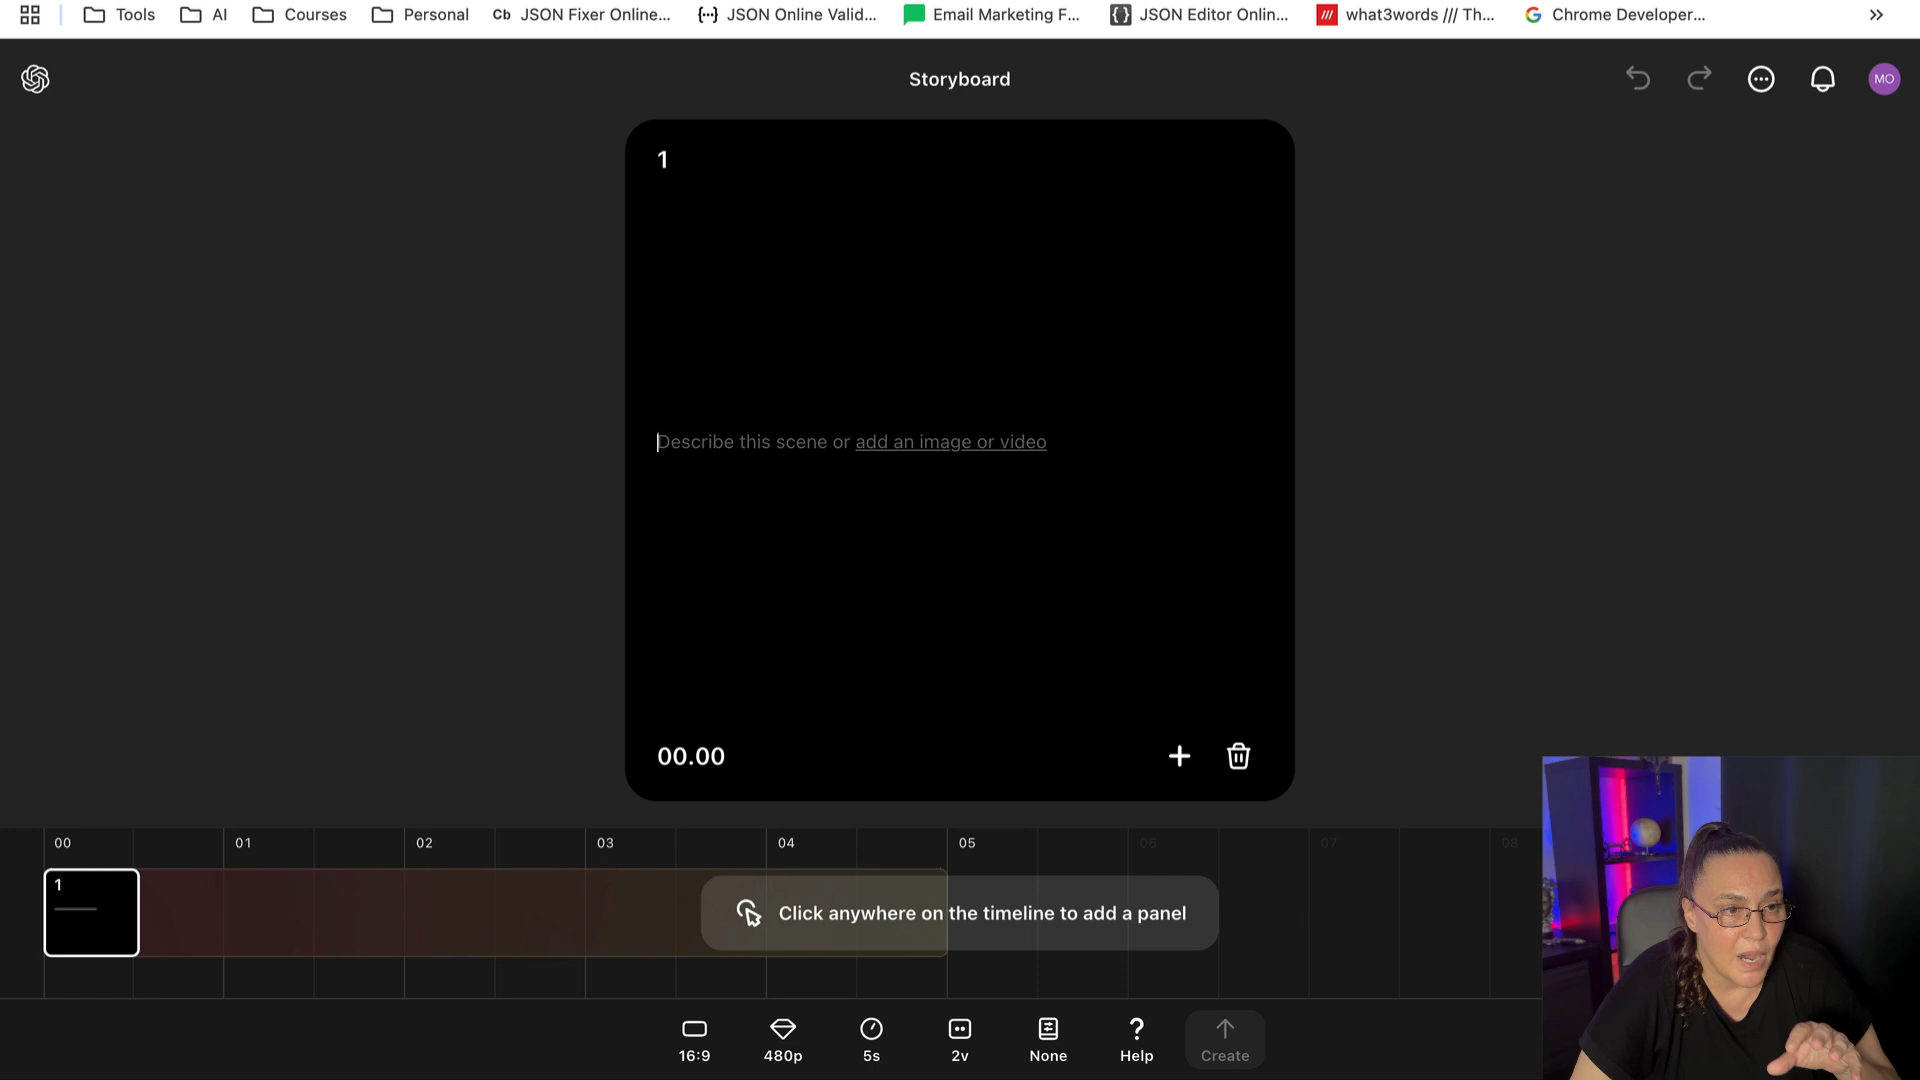 Tools AI Courses Personal Cb JSON Fixer Online... {···} JSON Online Valid... Email Marketing F... {} JSON Editor Onlin... /// what3words /// Th... G Chrome Developer... »
Storyboard MO
1
Describe this scene or add an image or video
00.00
00 01 02 03 04 05 06 07 08
1
Click anywhere on the timeline to add a panel
16:9 480p 5s 2v None Help Create